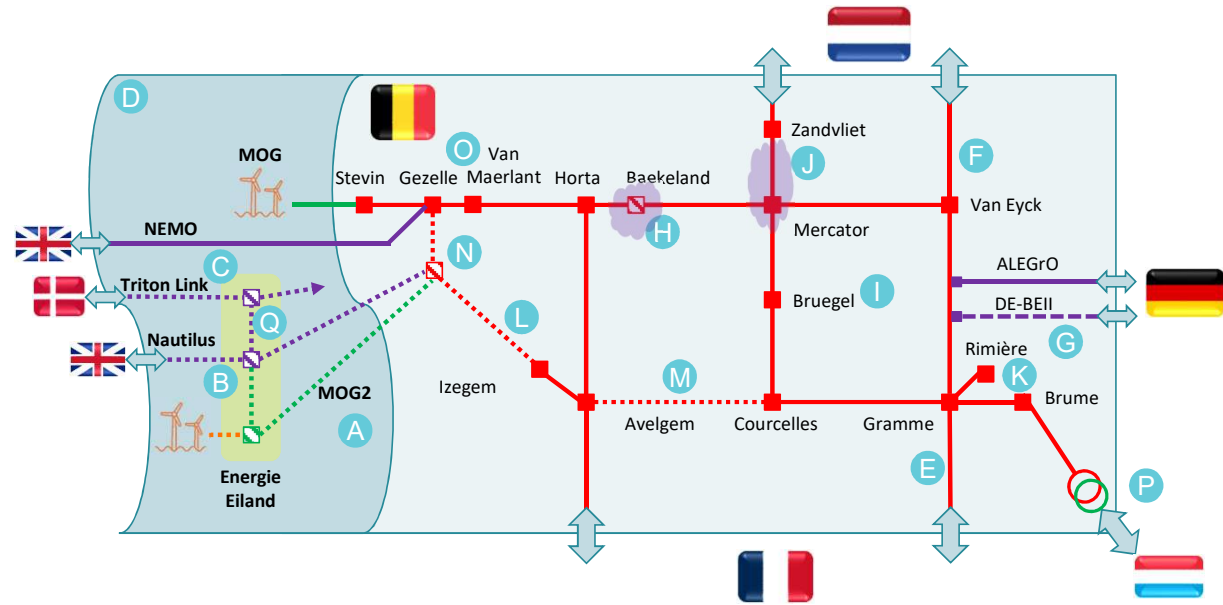 D
Zandvliet
MOG
O
Van
Stevin
Gezelle
Maerlant
Horta
Baekeland
J
F
Mercator
Van Eyck
H
NEMO
N
C
Triton Link
ALEGrO
Q
Bruegel
I
DE-BEII
L
G
Nautilus
Rimière
B
M
K
Izegem
MOG2
A
Avelgem
Courcelles
Gramme
Brume
Energie
Eiland
E
P